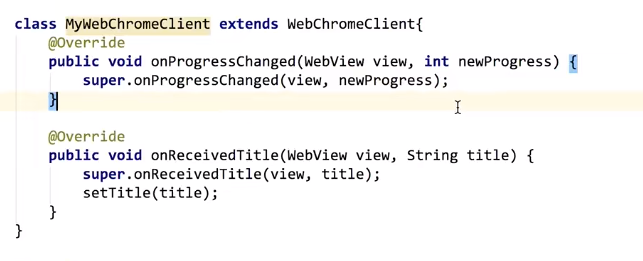 class MyWebChromeClient extends WebChromeClient{
@Override
public void onProgressChanged(WebView view, int newProgress) {
super.onProgressChanged(view, newProgress);
}
@Override
public void onReceivedTitle(WebView view, String title) {
super.onReceivedTitle(view, title);
setTitle(title);
}
}